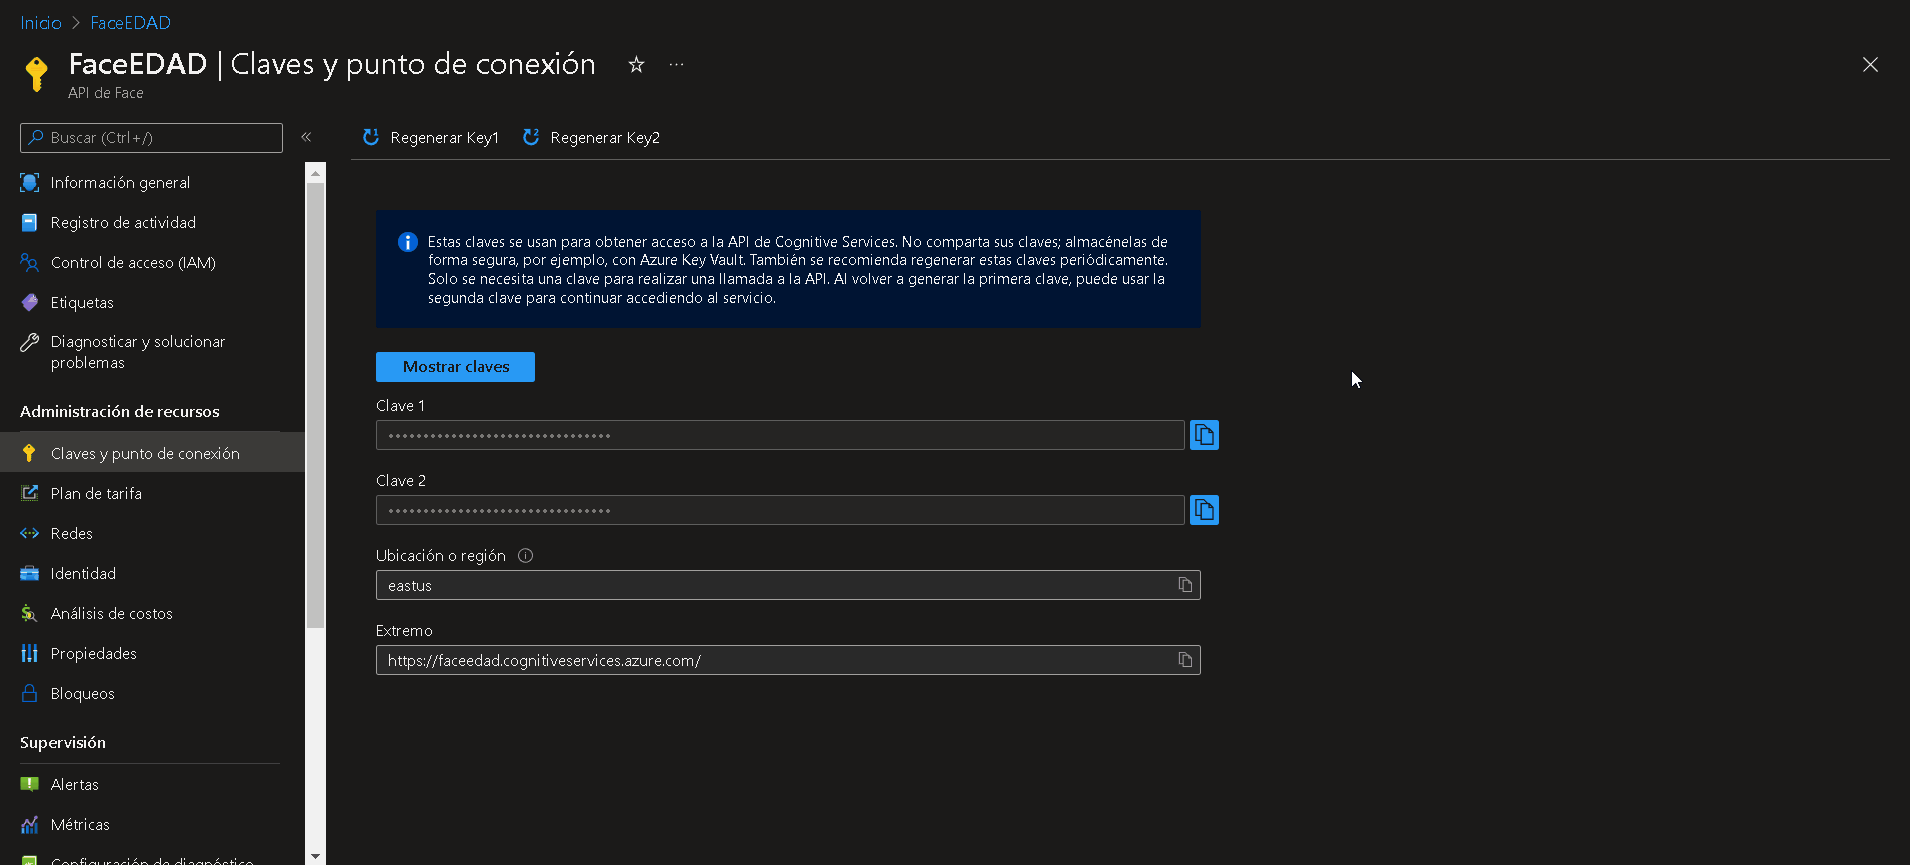 Inicio > FaceEDAD
FaceEDAD | Claves y punto de conexión
API de Face
Buscar (Ctrl+/)
Regenerar Key1
Regenerar Key2
Información general
Registro de actividad
Control de acceso (IAM)
Etiquetas
Diagnosticar y solucionar
problemas
Administración de recursos
Claves y punto de conexión
Plan de tarifa
Redes
Identidad
Análisis de costos
Propiedades
Bloqueos
Supervisión
Alertas
Métricas
Configuración de diagnóstico
Estas claves se usan para obtener acceso a la API de Cognitive Services. No comparta sus claves; almacénelas de
forma segura, por ejemplo, con Azure Key Vault. También se recomienda regenerar estas claves periódicamente.
Solo se necesita una clave para realizar una llamada a la API. Al volver a generar la primera clave, puede usar la
segunda clave para continuar accediendo al servicio.
Mostrar claves
Clave 1
Clave 2
Ubicación o región
eastus
Extremo
https://faceedad.cognitiveservices.azure.com/